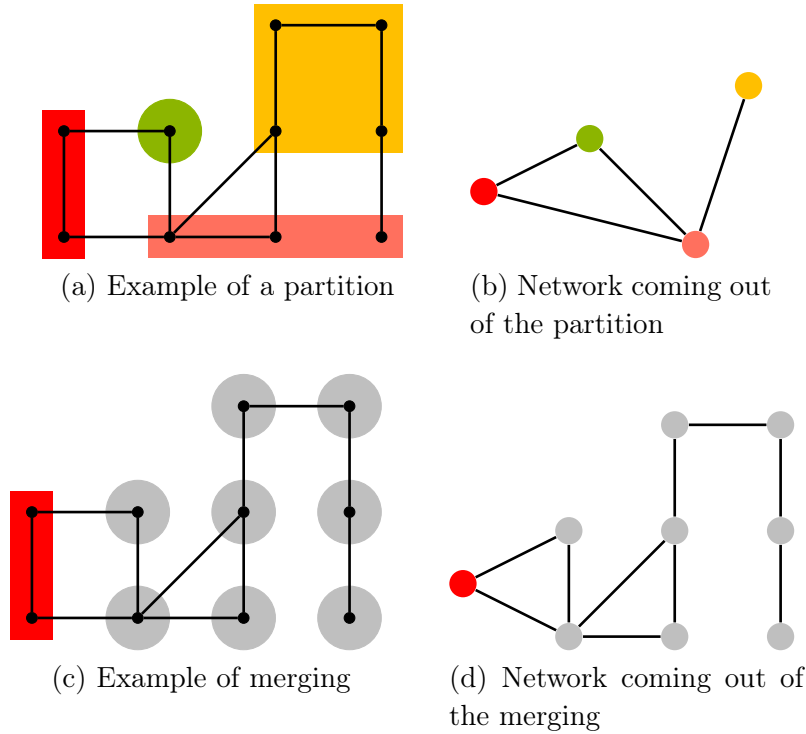 (a) Example of a partition
(b) Network coming out
of the partition
(c) Example of merging
(d) Network coming out of
the merging